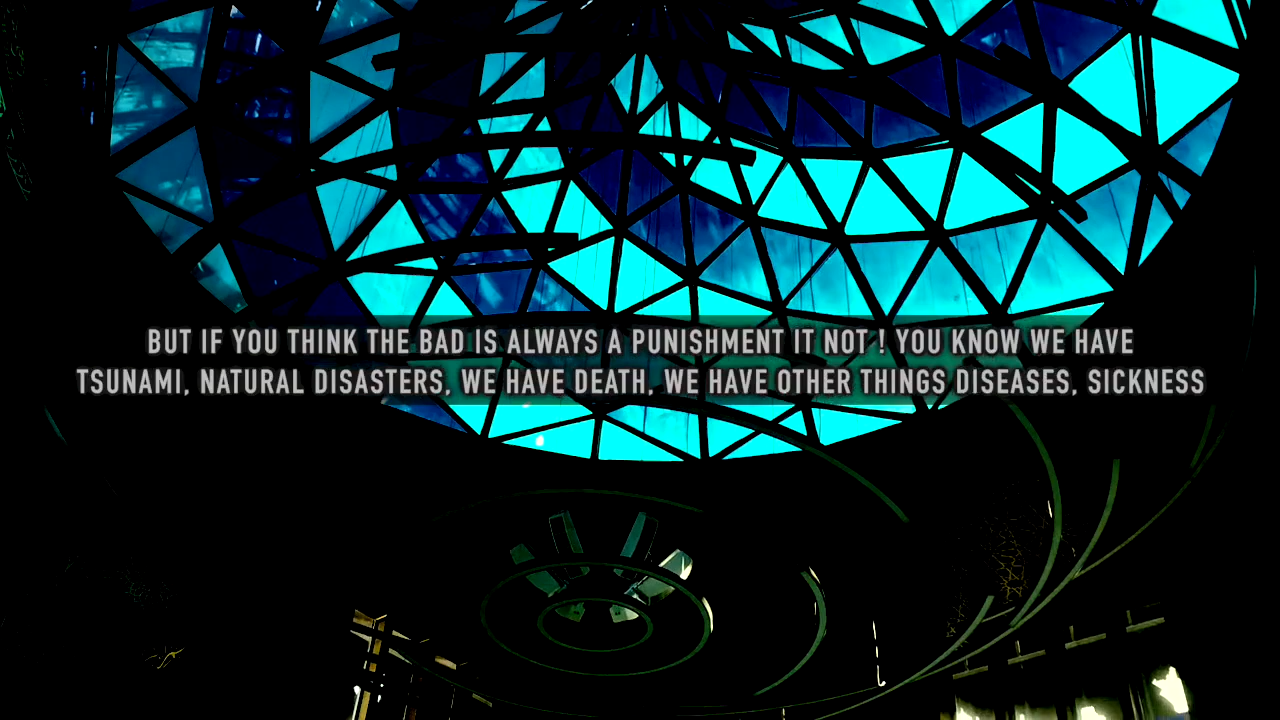 BUT IF YOU THINK THE BAD IS ALWAYS A PUNISHMENT IT NOT ! YOU KNOW WE HAVE
TSUNAMI, NATURAL DISASTERS, WE HAVE DEATH, WE HAVE OTHER THINGS DISEASES, SICKNESS